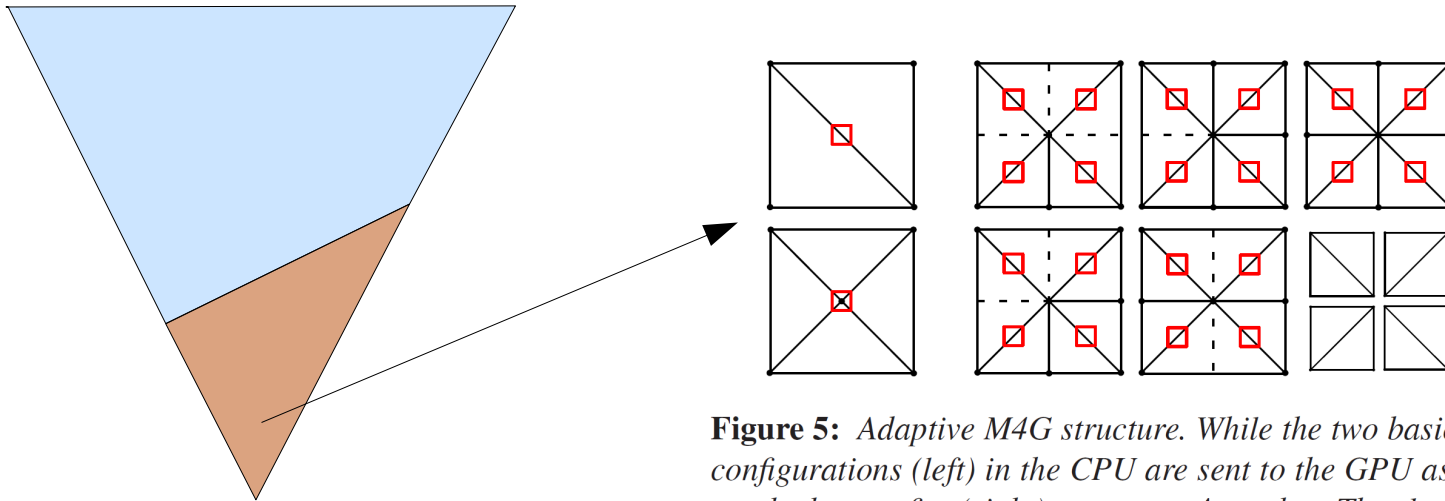 Figure 5: Adaptive M4G structure. While the two basic
configurations (left) in the CPU are sent to the GPU as